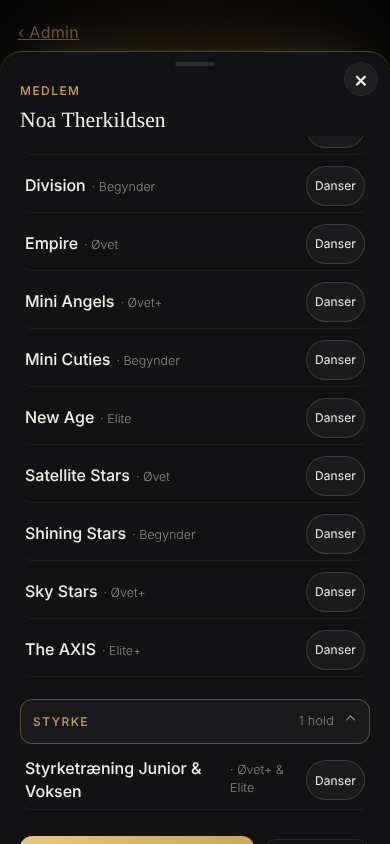 ‹ Admin
MEDLEM
Noa Therkildsen
Division · Begynder Danser
Empire · Øvet Danser
Mini Angels · Øvet+ Danser
Mini Cuties · Begynder Danser
New Age · Elite Danser
Satellite Stars · Øvet Danser
Shining Stars · Begynder Danser
Sky Stars · Øvet+ Danser
The AXIS · Elite+ Danser
STYRKE 1 hold
Styrketræning Junior & · Øvet+ & Danser
Voksen Elite